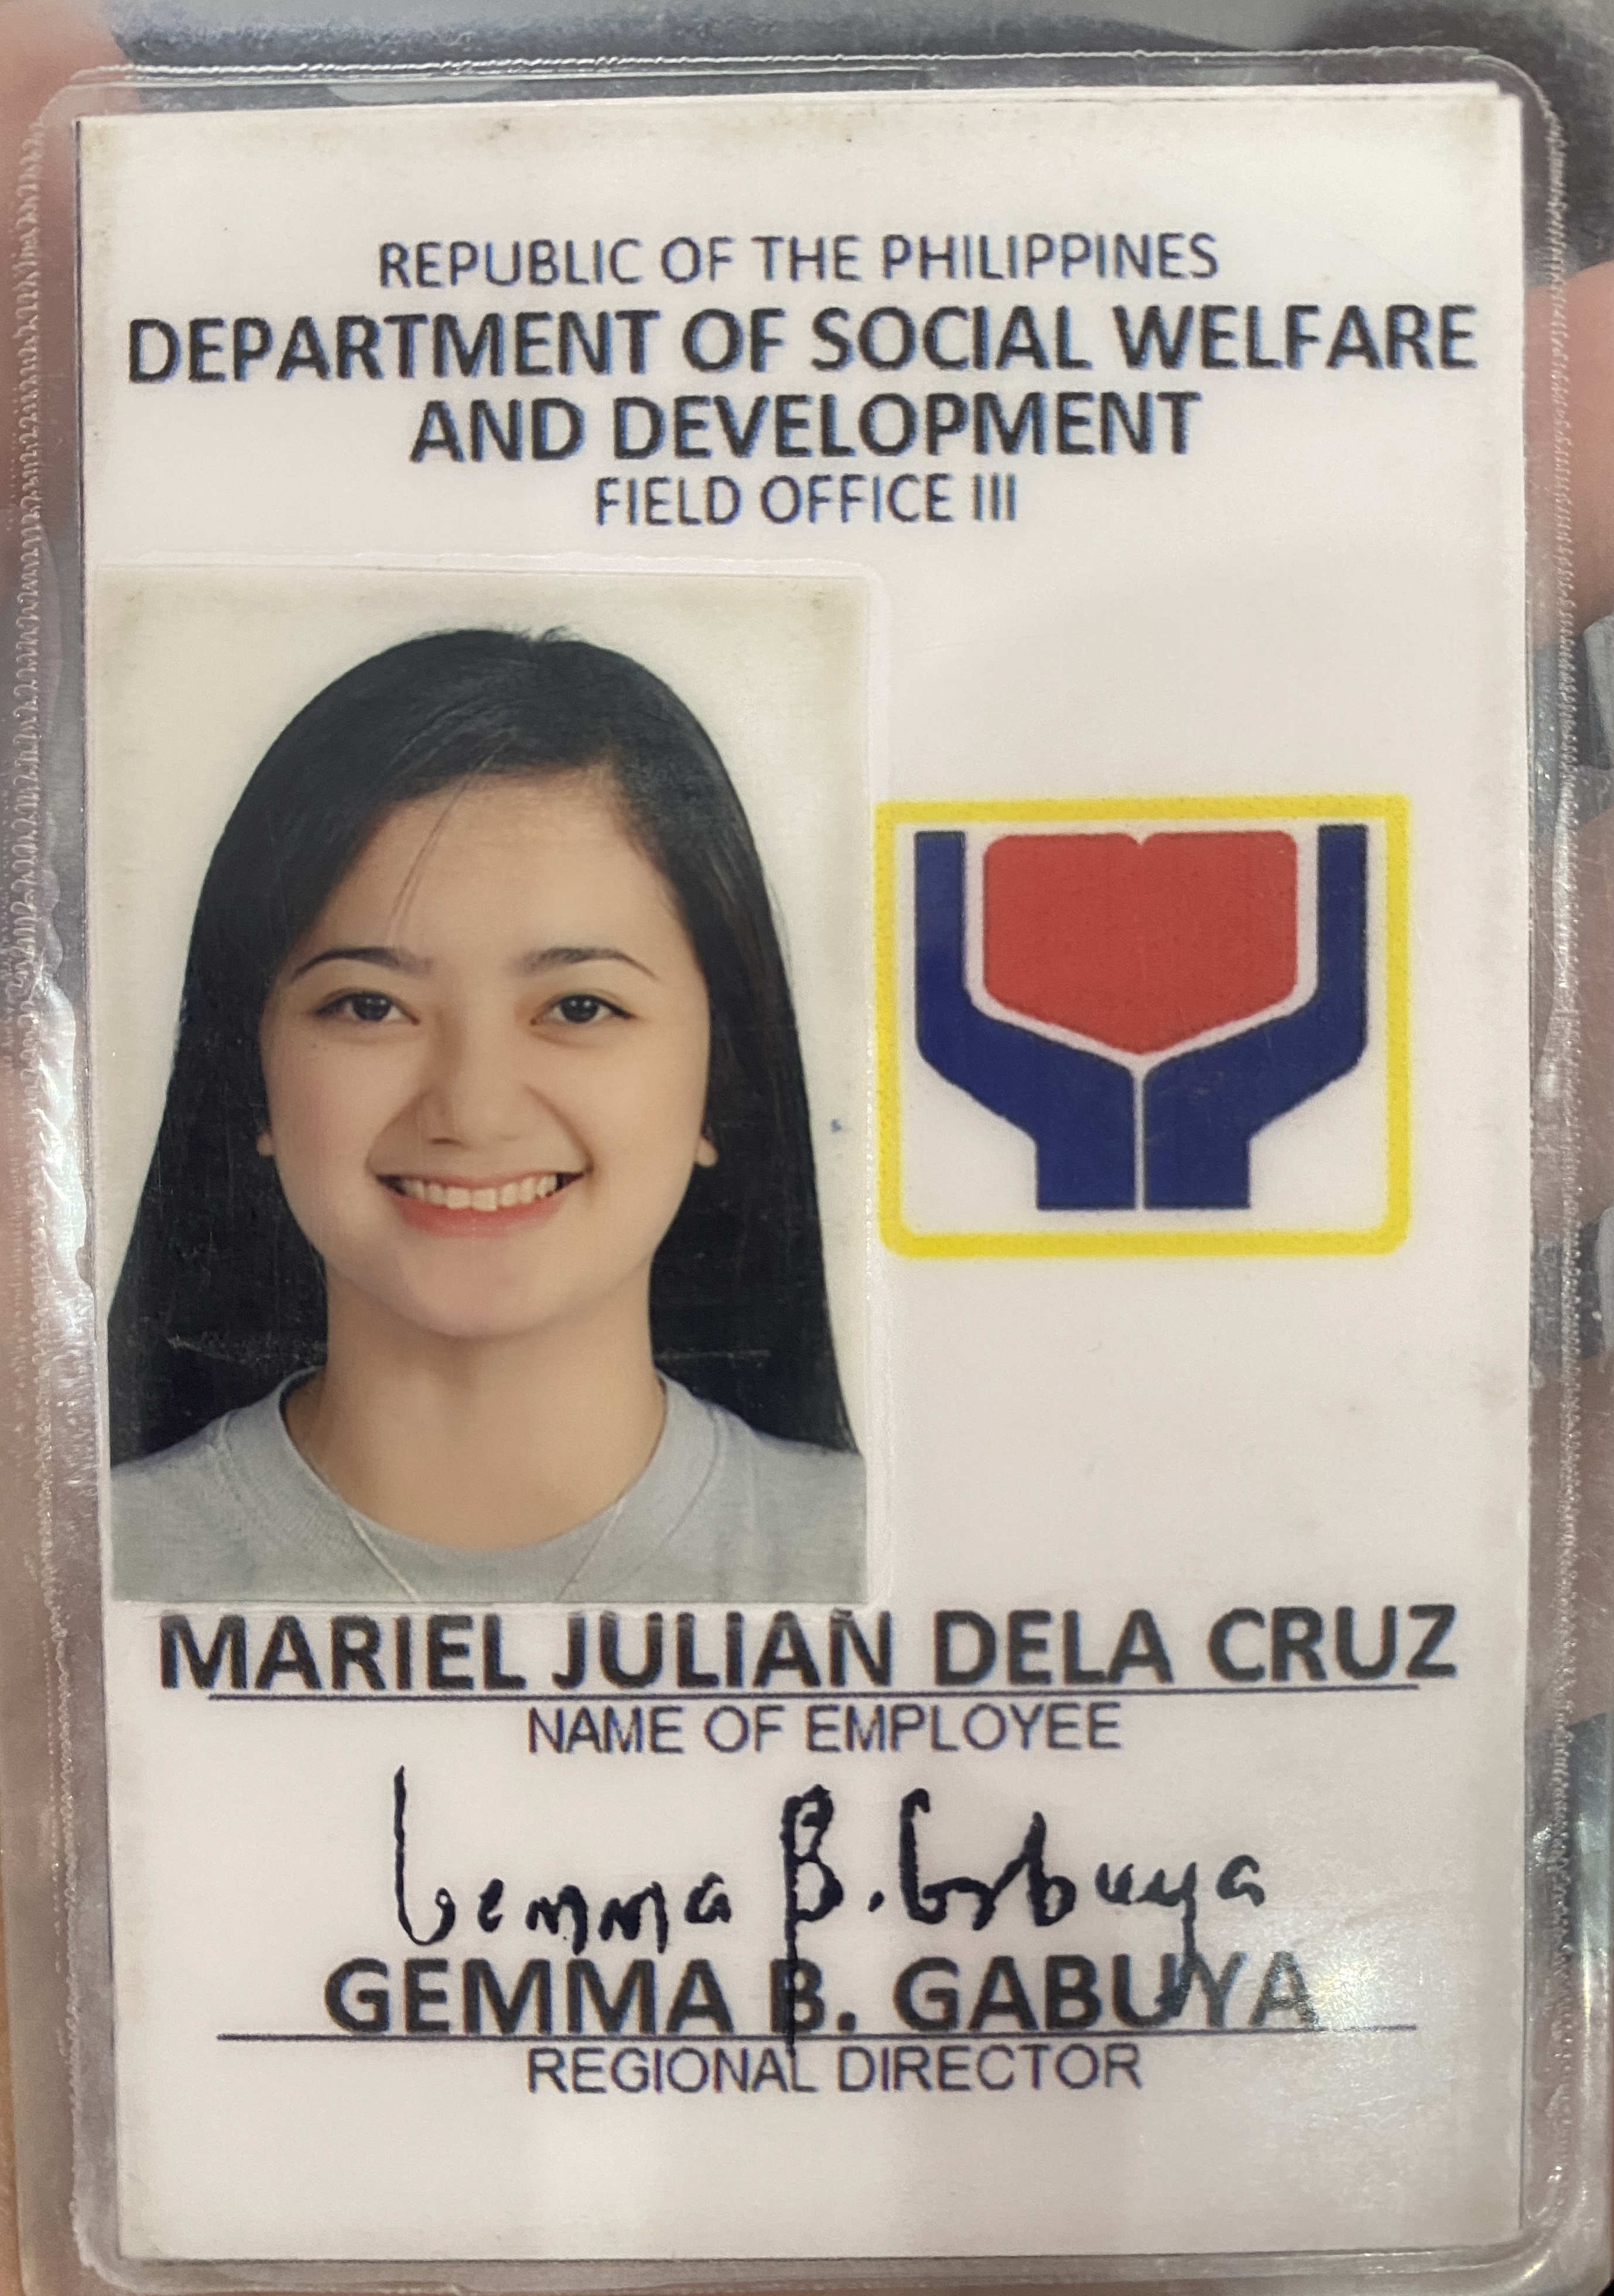 REPUBLIC OF THE PHILIPPINES
DEPARTMENT OF SOCIAL WELFARE
AND DEVELOPMENT
FIELD OFFICE III
MARIEL JULIAN DELA CRUZ
NAME OF EMPLOYEE
Gemma B. Gabuya
GEMMA B. GABUYA
REGIONAL DIRECTOR